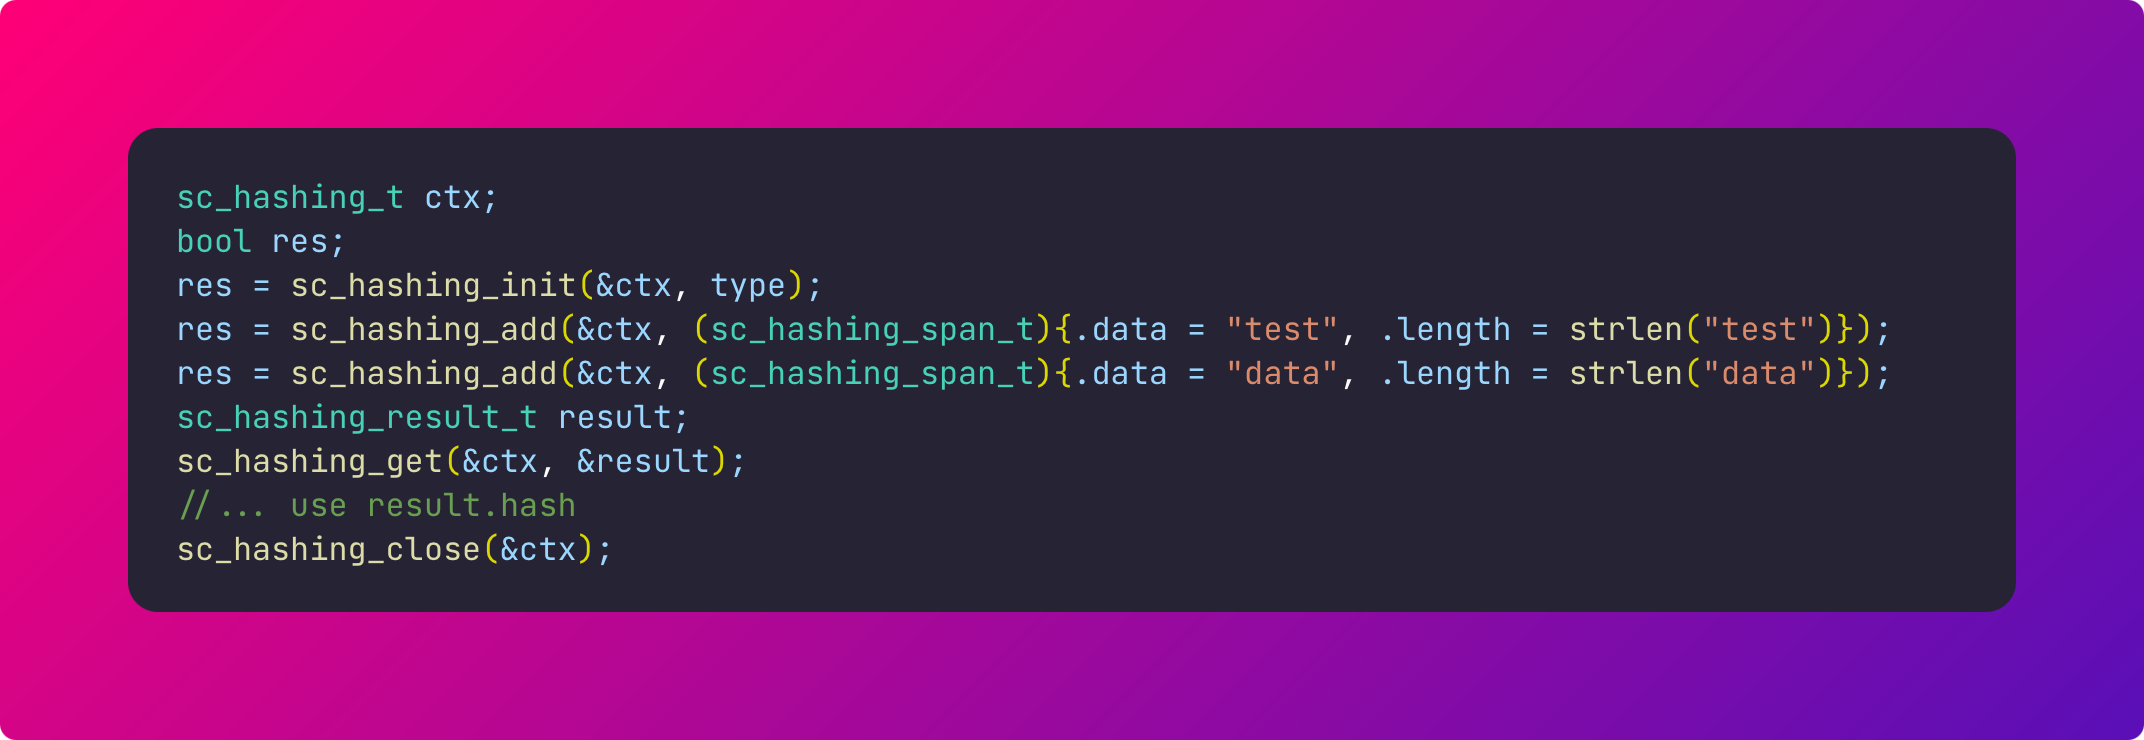 sc_hashing_t ctx;
bool res;
res = sc_hashing_init(&ctx, type);
res = sc_hashing_add(&ctx, (sc_hashing_span_t){.data = "test", .length = strlen("test")});
res = sc_hashing_add(&ctx, (sc_hashing_span_t){.data = "data", .length = strlen("data")});
sc_hashing_result_t result;
sc_hashing_get(&ctx, &result);
//... use result.hash
sc_hashing_close(&ctx);